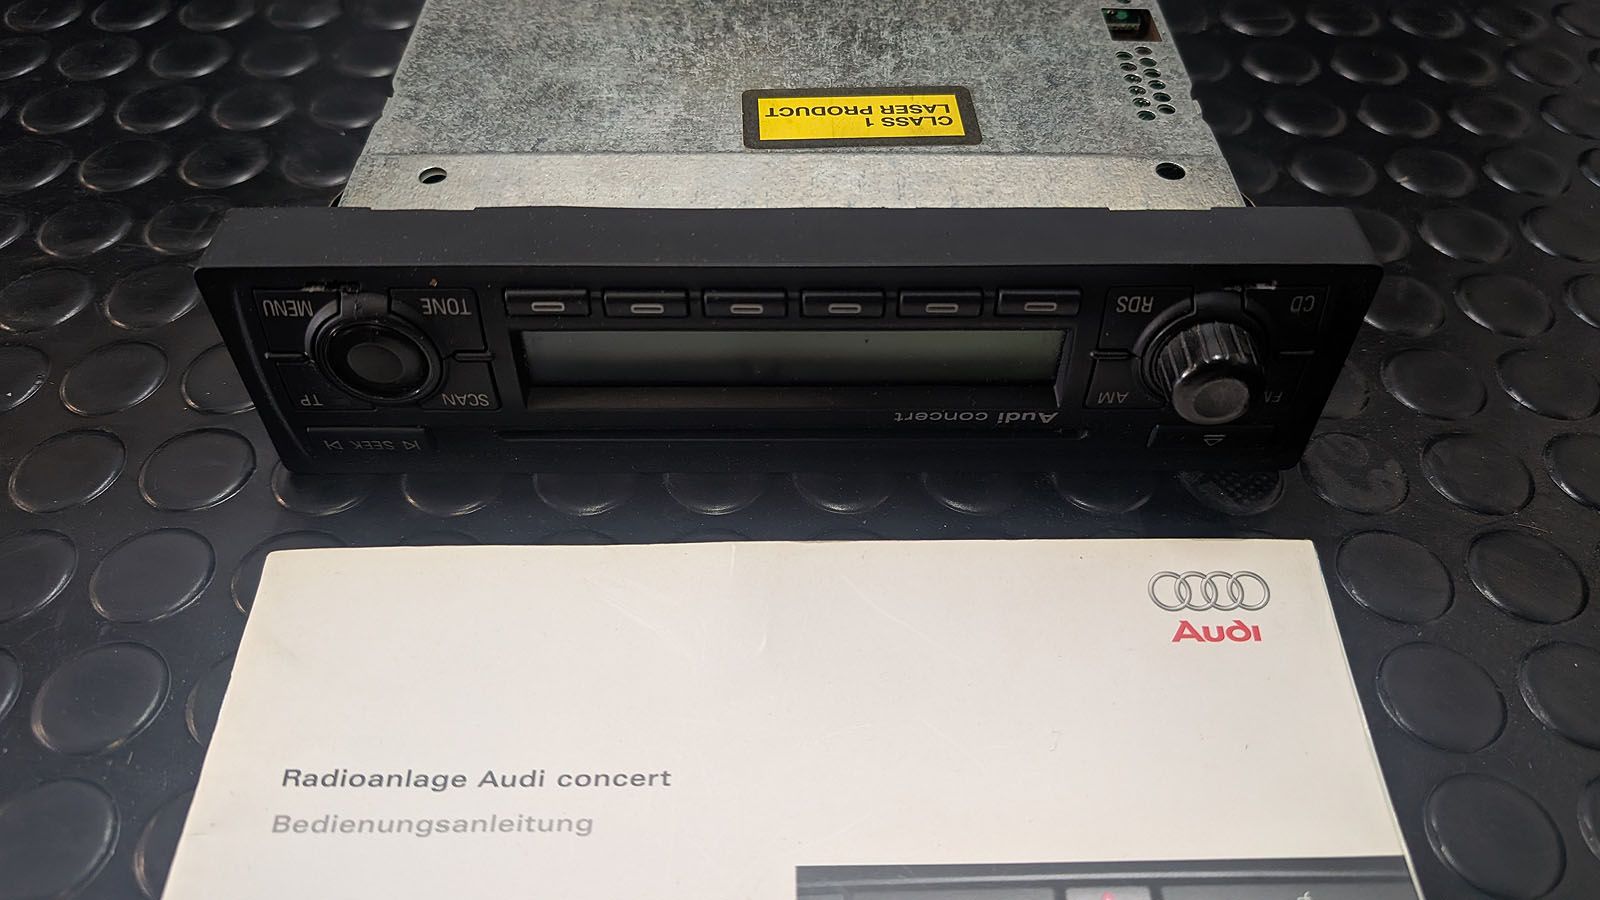 CLASS 1
LASER PRODUCT
MENU
TONE
RDS
CD
TP
SCAN
AM
FM
Audi concert
SEEK
Audi
Radioanlage Audi concert
Bedienungsanleitung